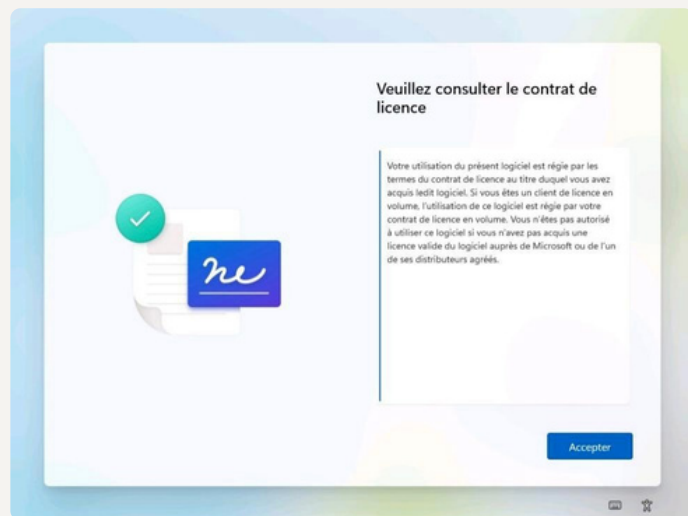 Veuillez consulter le contrat de
licence
Votre utilisation du présent logiciel est régie par les
termes du contrat de licence au titre duquel vous avez
acquis ledit logiciel. Si vous êtes un client de licence en
volume, l'utilisation de ce logiciel est régie par votre
contrat de licence en volume. Vous n'êtes pas autorisé
à utiliser ce logiciel si vous n'avez pas acquis une
licence valide du logiciel auprès de Microsoft ou de l'un
de ses distributeurs agréés.
Accepter